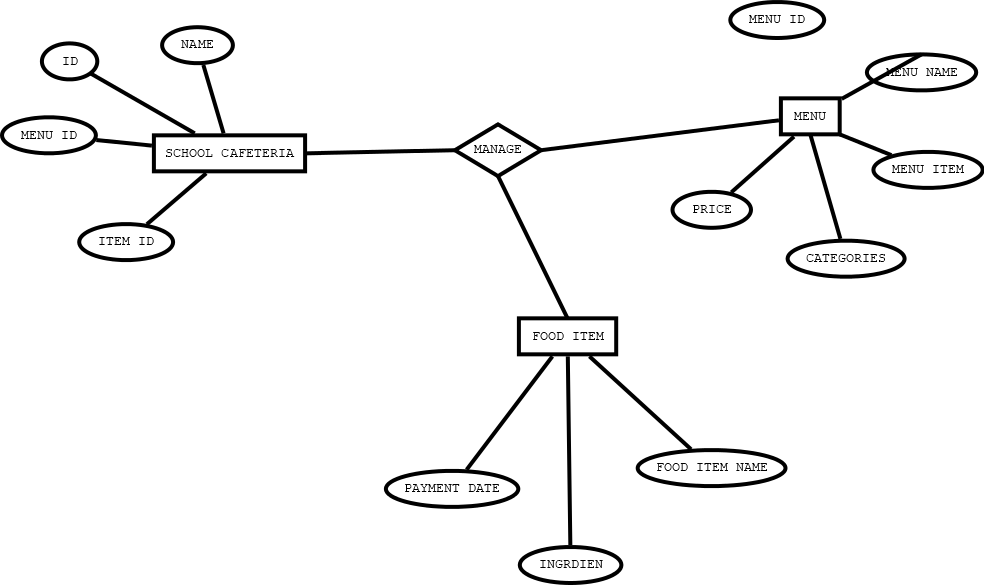 MENU ID
NAME
ID
MENU NAME
MENU
MENU ID
SCHOOL CAFETERIA
MANAGE
MENU ITEM
PRICE
ITEM ID
CATEGORIES
FOOD ITEM
FOOD ITEM NAME
PAYMENT DATE
INGRDIEN